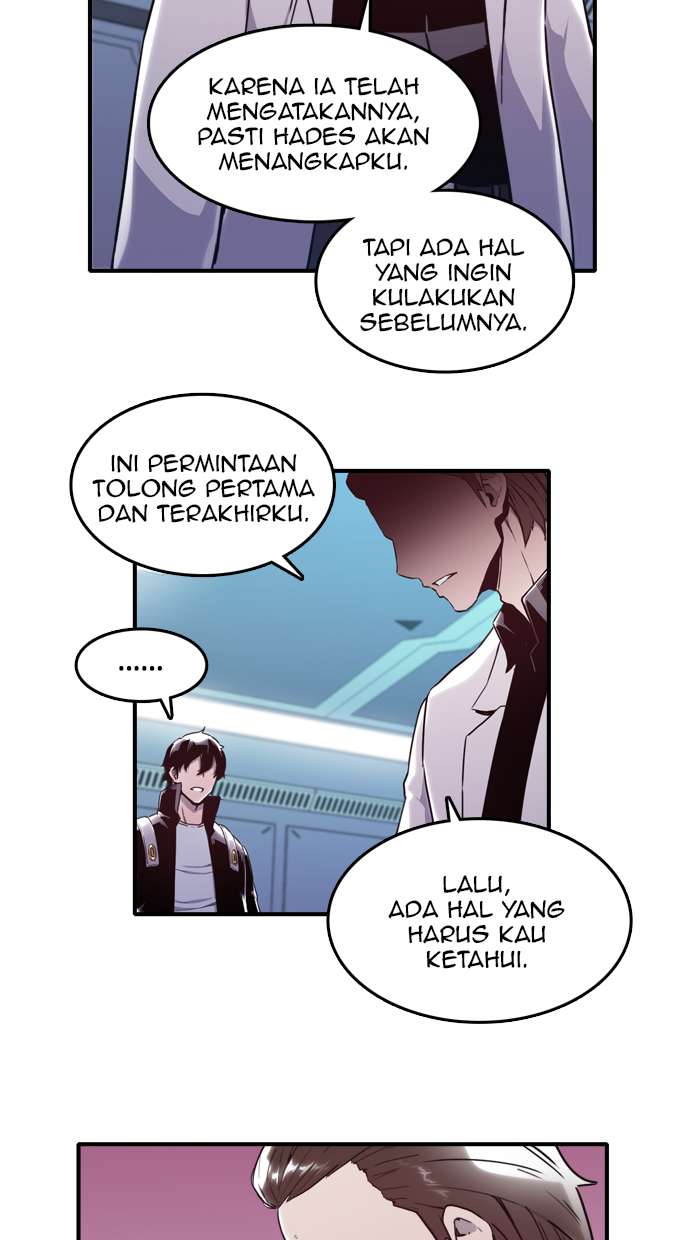 KARENA IA TELAH
MENGATAKANNYA,
PASTI HADES AKAN
MENANGKAPKU.
TAPI ADA HAL
YANG INGIN
KULAKUKAN
SEBELUMNYA.
INI PERMINTAAN
TOLONG PERTAMA
DAN TERAKHIRKU.
......
LALU,
ADA HAL YANG
HARUS KAU
KETAHUI.